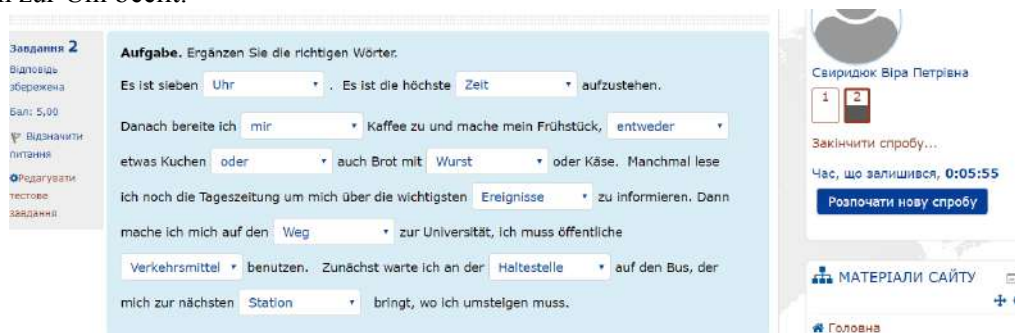 Завдання 2
Відповідь
збережена
Бал: 5,00
Відзначити
питання
Редагувати
тестове
завдання
Aufgabe. Ergänzen Sie die richtigen Wörter.
Es ist sieben Uhr . Es ist die höchste Zeit aufzustehen.
Danach bereite ich mir Kaffee zu und mache mein Frühstück, entweder
etwas Kuchen oder auch Brot mit Wurst oder Käse. Manchmal lese
ich noch die Tageszeitung um mich über die wichtigsten Ereignisse zu informieren. Dann
mache ich mich auf den Weg zur Universität, ich muss öffentliche
Verkehrsmittel benutzen. Zunächst warte ich an der Haltestelle auf den Bus, der
mich zur nächsten Station bringt, wo ich umsteigen muss.
Свиридюк Віра Петрівна
1 2
Закінчити спробу...
Час, що залишився, 0:05:55
Розпочати нову спробу
МАТЕРІАЛИ САЙТУ
Головна